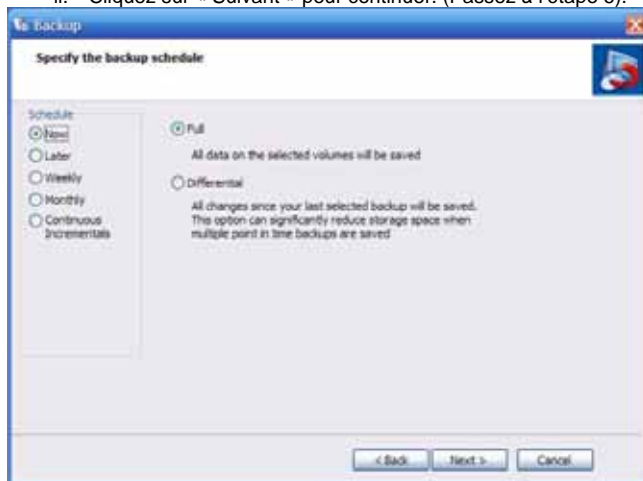 ii. Cliquez sur « Suivant » pour continuer. (Passez à l'étape 5).
Backup
Specify the backup schedule
Schedule
Now
Later
Weekly
Monthly
Continuous
Incrementals
Full
All data on the selected volumes will be saved
Differential
All changes since your last selected backup will be saved.
This option can significantly reduce storage space when
multiple point in time backups are saved
< Back
Next >
Cancel